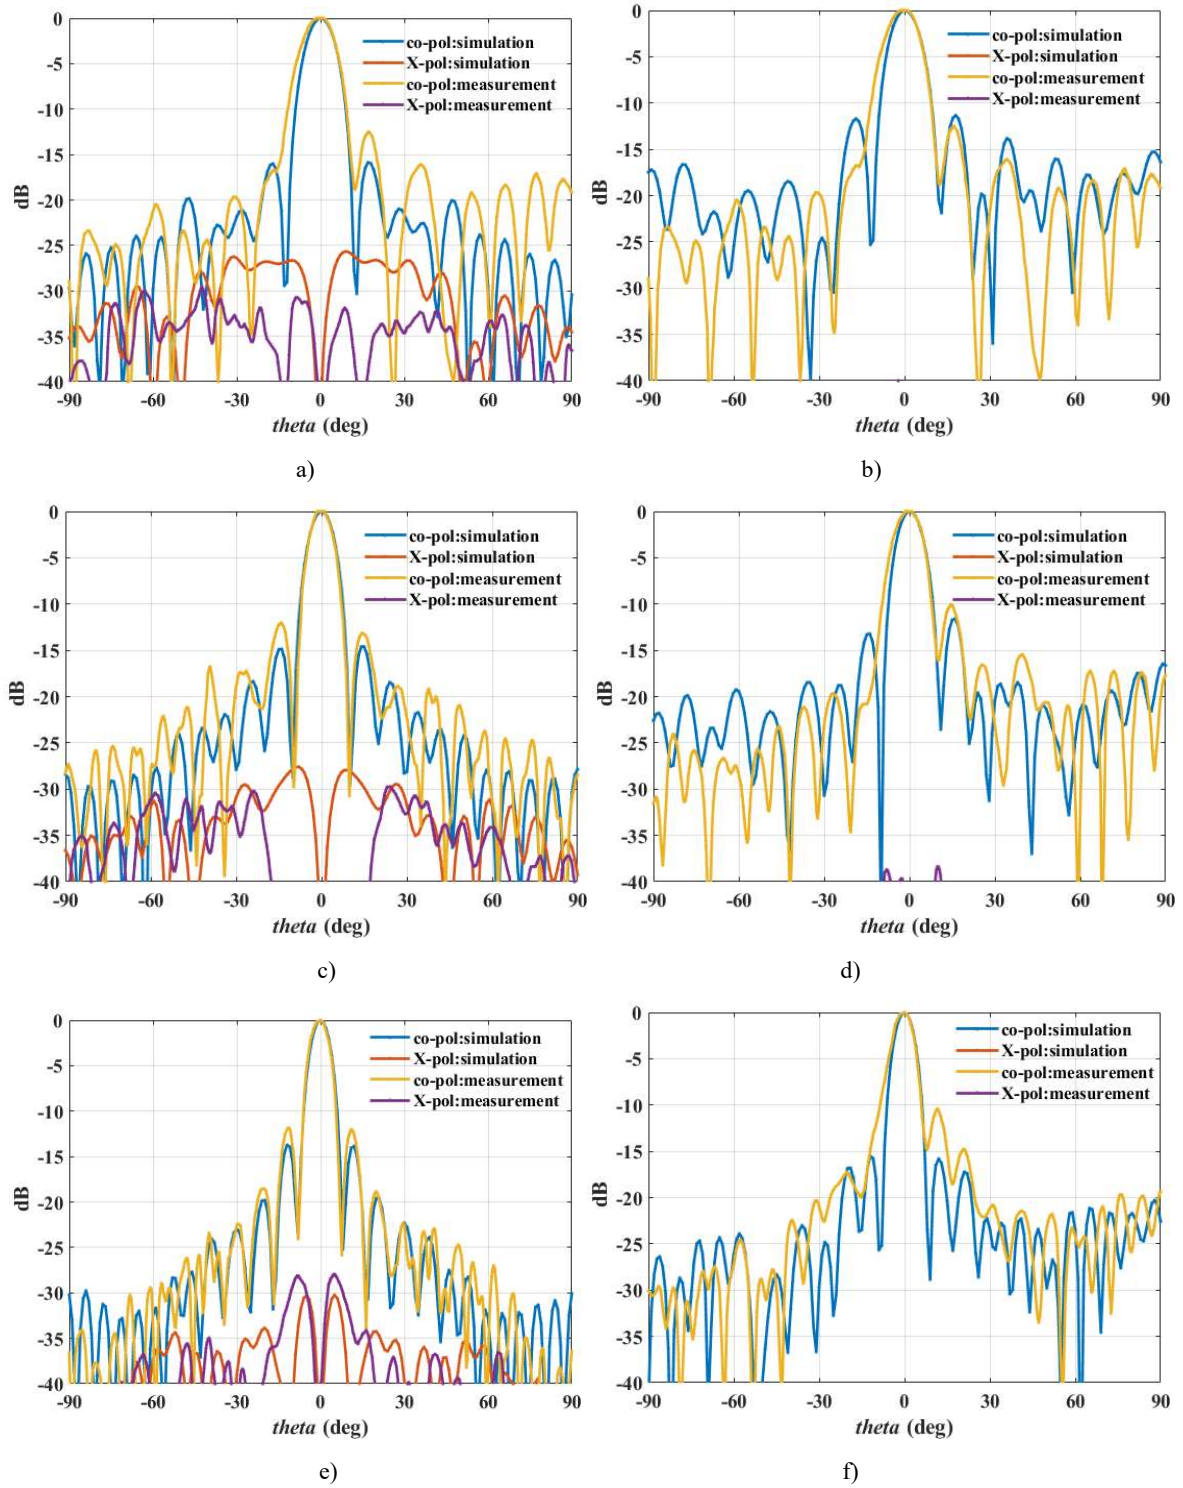 0
-5
-10
-15
-20
-25
-30
-35
-40
dB
co-pol:simulation
X-pol:simulation
co-pol:measurement
X-pol:measurement
-90 -60 -30 0 30 60 90
theta (deg)
a)
0
-5
-10
-15
-20
-25
-30
-35
-40
dB
co-pol:simulation
X-pol:simulation
co-pol:measurement
X-pol:measurement
-90 -60 -30 0 30 60 90
theta (deg)
b)
0
-5
-10
-15
-20
-25
-30
-35
-40
dB
co-pol:simulation
X-pol:simulation
co-pol:measurement
X-pol:measurement
-90 -60 -30 0 30 60 90
theta (deg)
c)
0
-5
-10
-15
-20
-25
-30
-35
-40
dB
co-pol:simulation
X-pol:simulation
co-pol:measurement
X-pol:measurement
-90 -60 -30 0 30 60 90
theta (deg)
d)
0
-5
-10
-15
-20
-25
-30
-35
-40
dB
co-pol:simulation
X-pol:simulation
co-pol:measurement
X-pol:measurement
-90 -60 -30 0 30 60 90
theta (deg)
e)
0
-5
-10
-15
-20
-25
-30
-35
-40
dB
co-pol:simulation
X-pol:simulation
co-pol:measurement
X-pol:measurement
-90 -60 -30 0 30 60 90
theta (deg)
f)